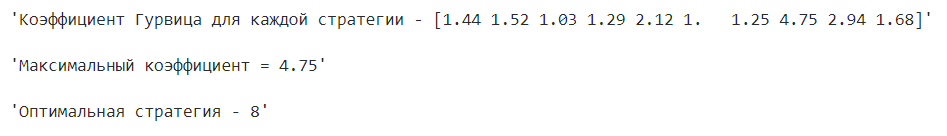 'Коэффициент Гурвица для каждой стратегии - [1.44 1.52 1.03 1.29 2.12 1.   1.25 4.75 2.94 1.68]'
'Максимальный коэффициент = 4.75'
'Оптимальная стратегия - 8'